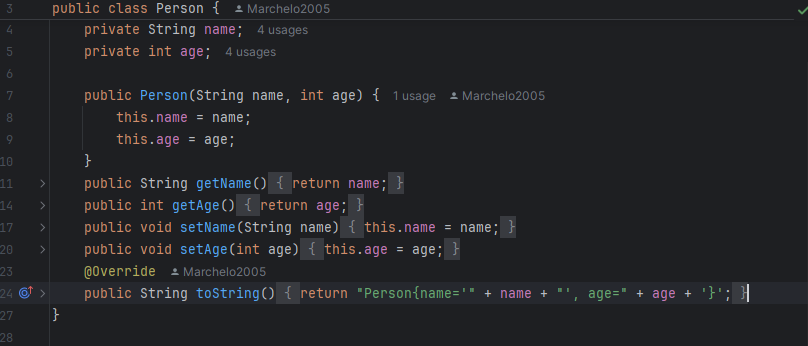 3 public class Person { Marchelo2005
4 private String name; 4 usages
5 private int age; 4 usages
6
7 public Person(String name, int age) { 1 usage Marchelo2005
8 this.name = name;
9 this.age = age;
10 }
11 public String getName() { return name; }
14 public int getAge() { return age; }
17 public void setName(String name) { this.name = name; }
20 public void setAge(int age) { this.age = age; }
23 @Override Marchelo2005
24 public String toString() { return "Person{name='" + name + "', age=" + age + '}'; }
27 }
28